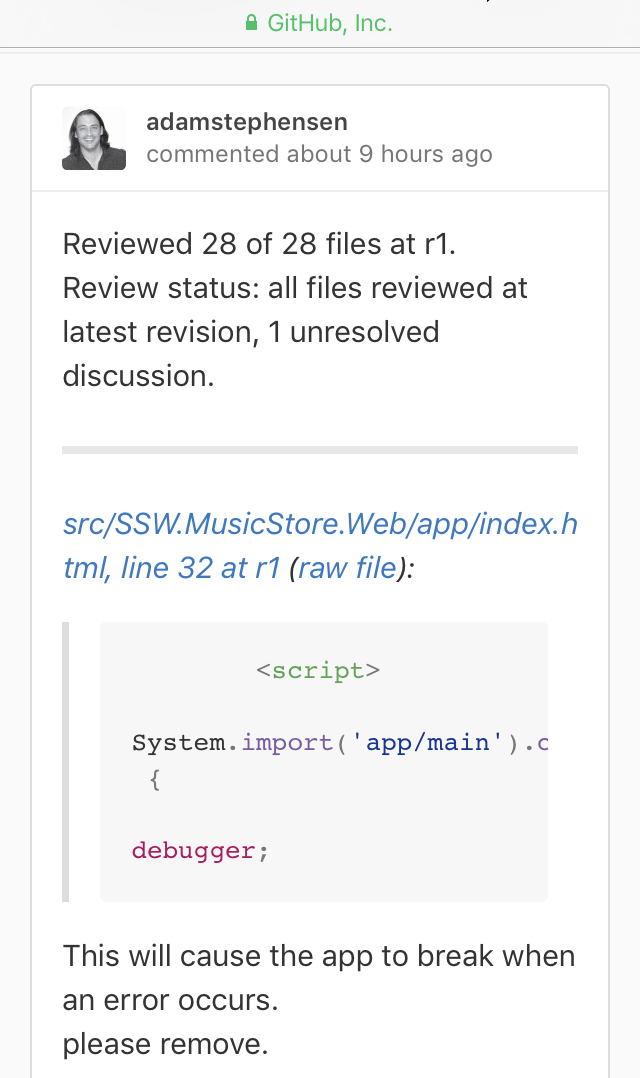 GitHub, Inc.
adamstephensen
commented about 9 hours ago
Reviewed 28 of 28 files at r1.
Review status: all files reviewed at
latest revision, 1 unresolved
discussion.
src/SSW.MusicStore.Web/app/index.h
tml, line 32 at r1 (raw file):
<script>
System.import('app/main').c
{
debugger;
This will cause the app to break when
an error occurs.
please remove.